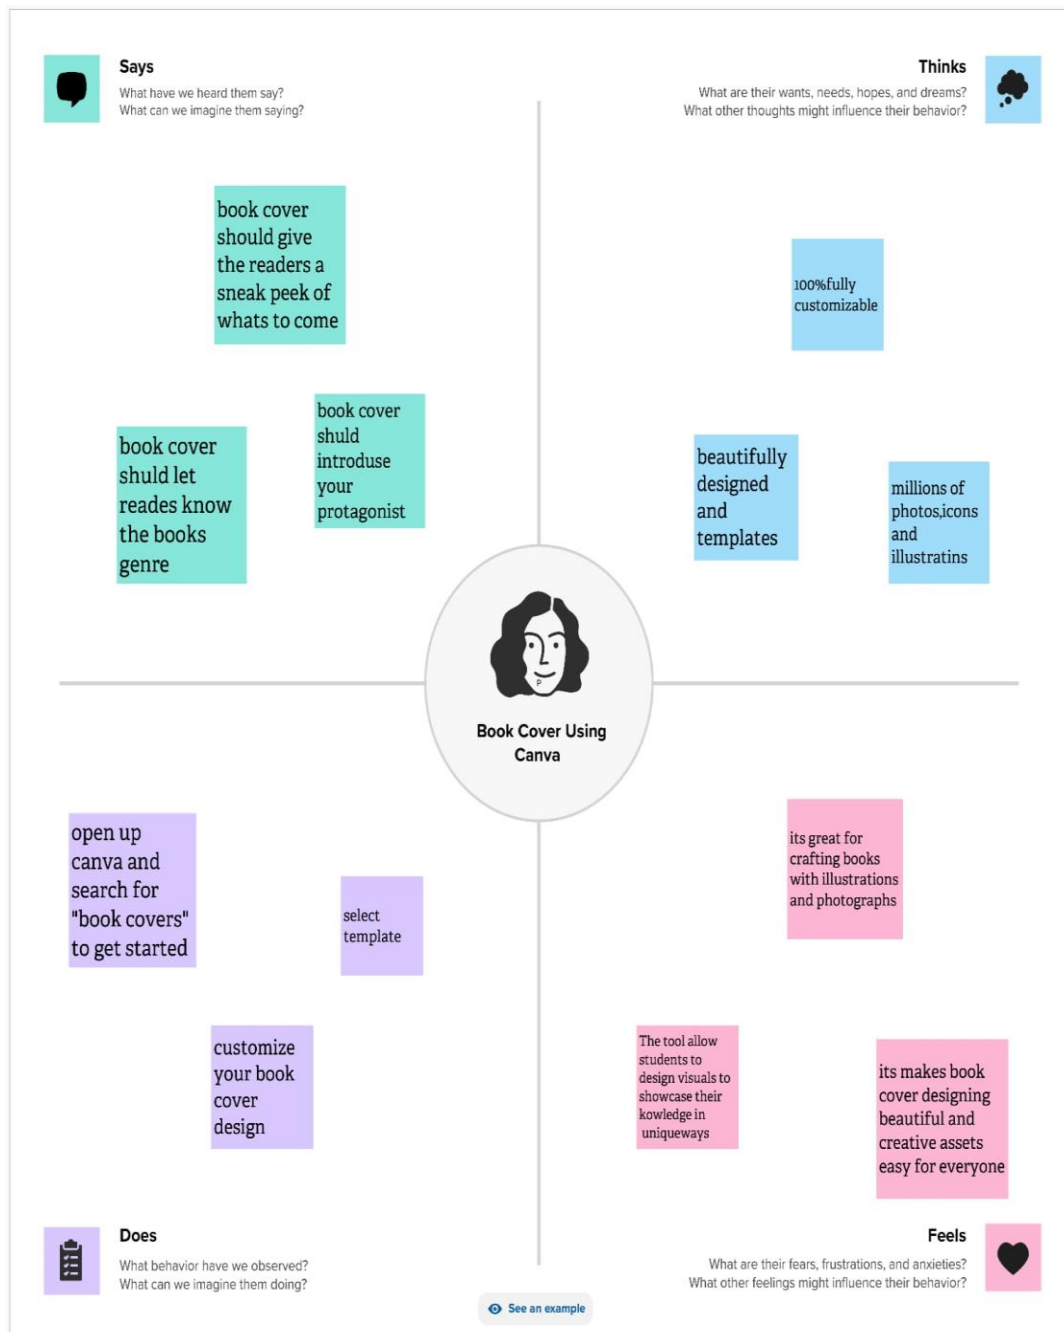 Says
What have we heard them say?
What can we imagine them saying?
Thinks
What are their wants, needs, hopes, and dreams?
What other thoughts might influence their behavior?
book cover
should give
the readers a
sneak peek of
whats to come
book cover
shuld let
reades know
the books
genre
book cover
shuld
introduse
your
protagonist
100%fully
customizable
beautifully
designed
and
templates
millions of
photos,icons
and
illustratins
P
Book Cover Using
Canva
open up
canva and
search for
"book covers"
to get started
select
template
customize
your book
cover
design
its great for
crafting books
with illustrations
and photographs
The tool allow
students to
design visuals to
showcase their
kowledge in
uniqueways
its makes book
cover designing
beautiful and
creative assets
easy for everyone
Does
What behavior have we observed?
What can we imagine them doing?
Feels
What are their fears, frustrations, and anxieties?
What other feelings might influence their behavior?
See an example